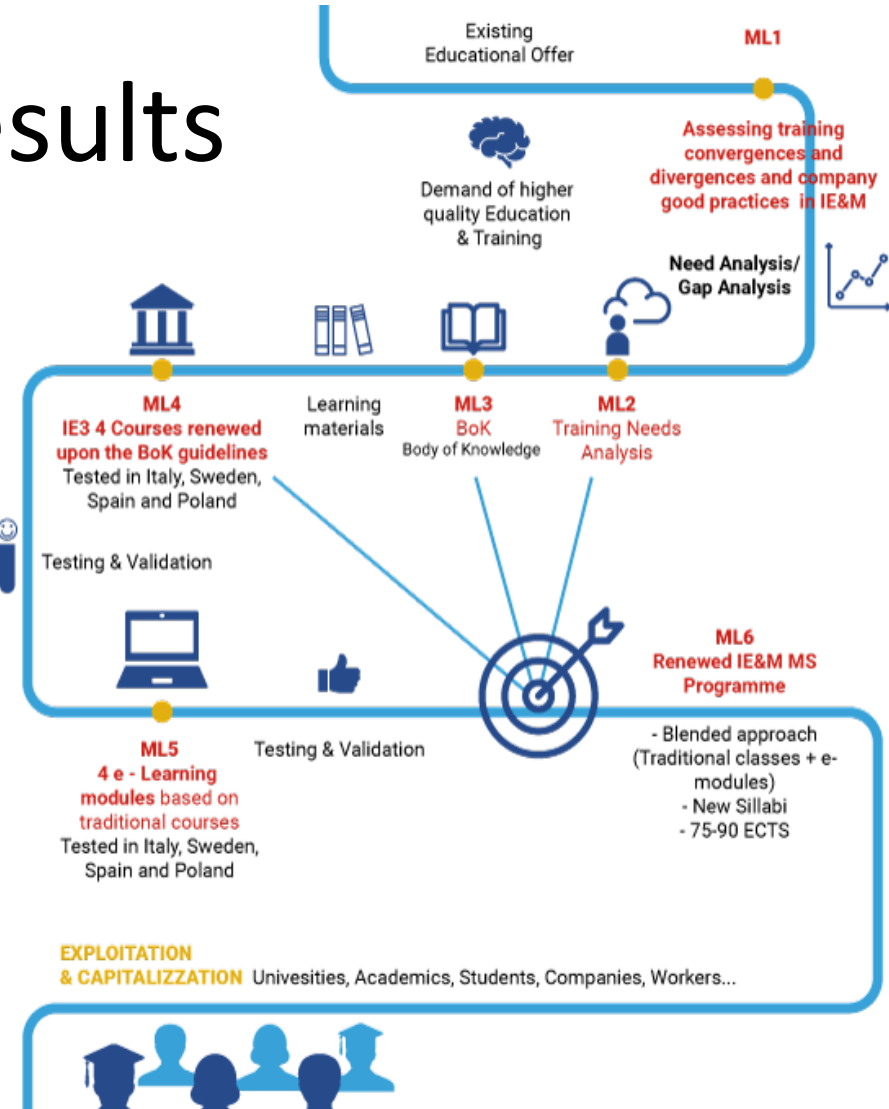 esults
Existing
Educational Offer
ML1
Assessing training
convergences and
divergences and company
good practices in IE&M
Demand of higher
quality Education
& Training
Need Analysis/
Gap Analysis
ML4
IE3 4 Courses renewed
upon the BoK guidelines
Tested in Italy, Sweden,
Spain and Poland
Learning
materials
ML3
BoK
Body of Knowledge
ML2
Training Needs
Analysis
Testing & Validation
ML5
4 e - Learning
modules based on
traditional courses
Tested in Italy, Sweden,
Spain and Poland
Testing & Validation
ML6
Renewed IE&M MS
Programme
- Blended approach
(Traditional classes + e-
modules)
- New Sillabi
- 75-90 ECTS
EXPLOITATION
& CAPITALIZZATION Univesities, Academics, Students, Companies, Workers...